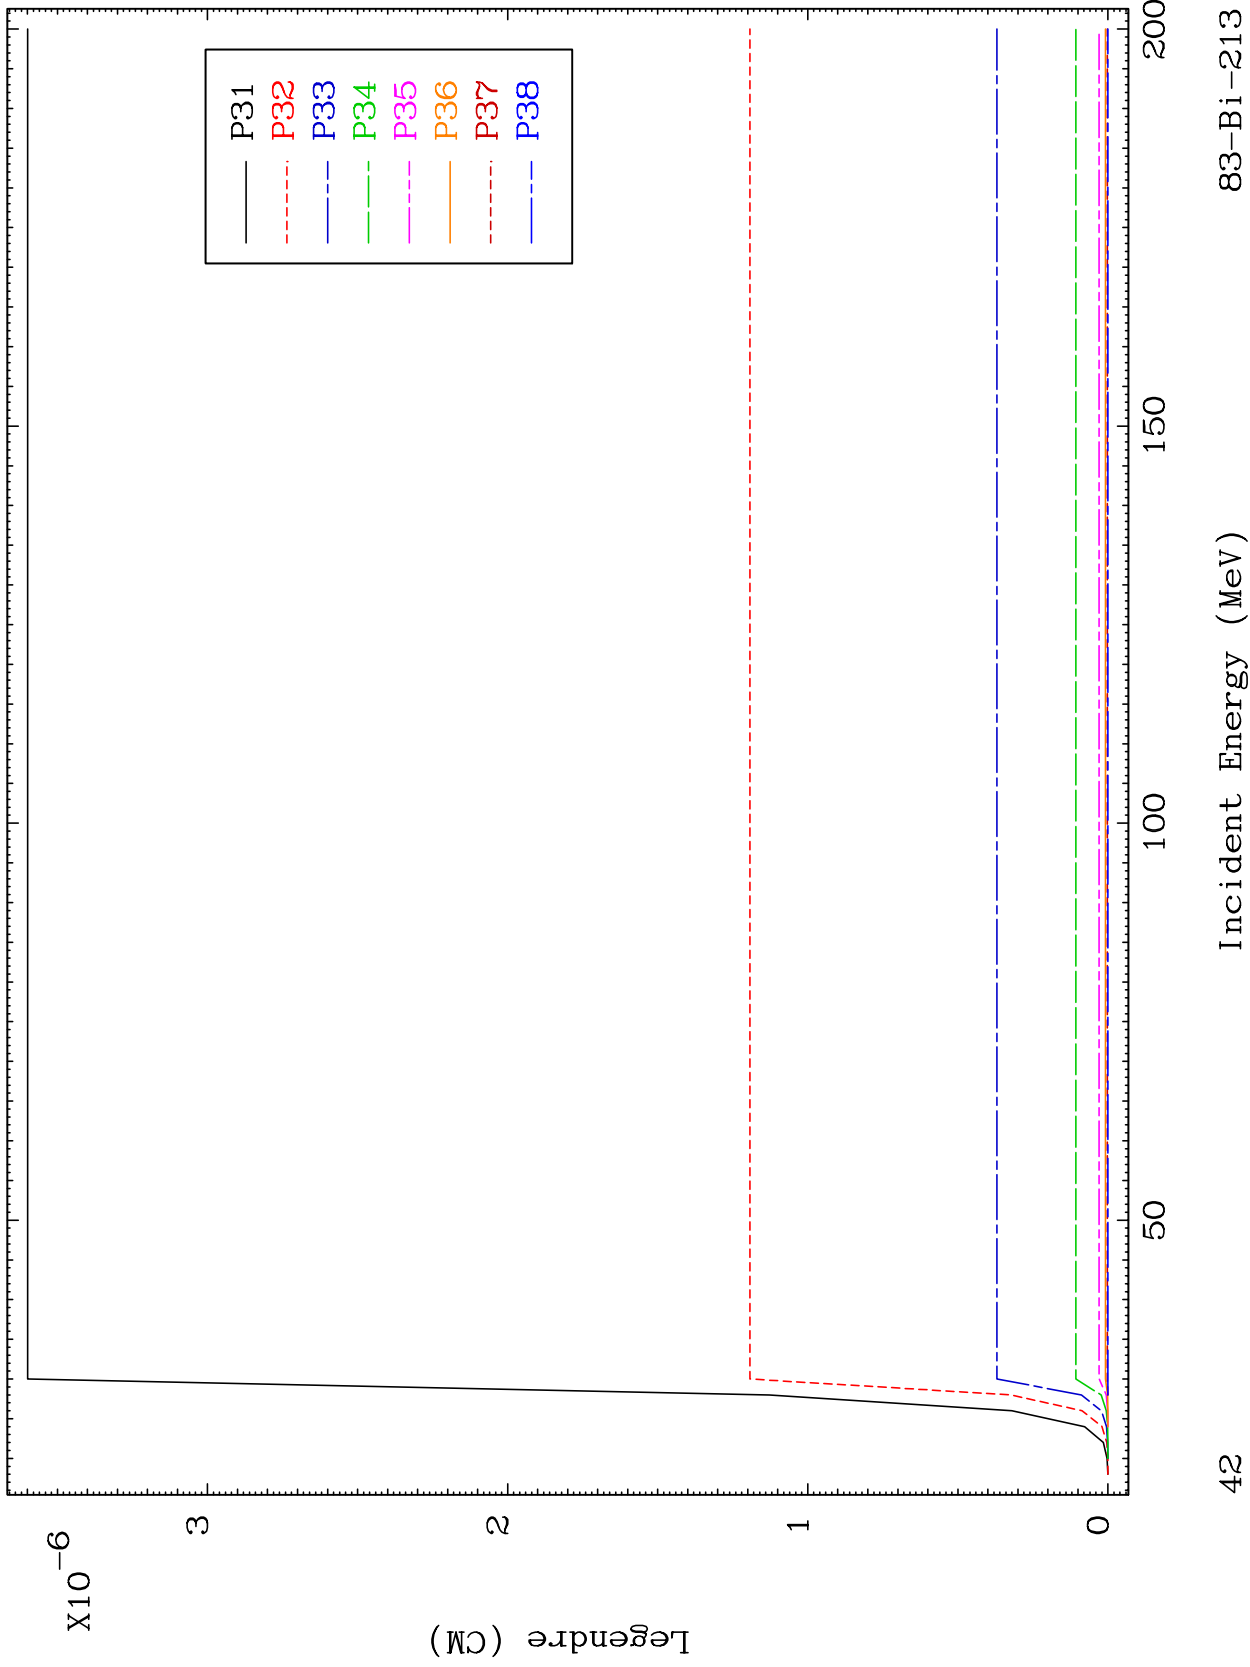 X10
-6
3
2
1
0
Legendre (CM)
P31
P32
P33
P34
P35
P36
P37
P38
50
100
150
200
Incident Energy (MeV)
42
83-Bi-213